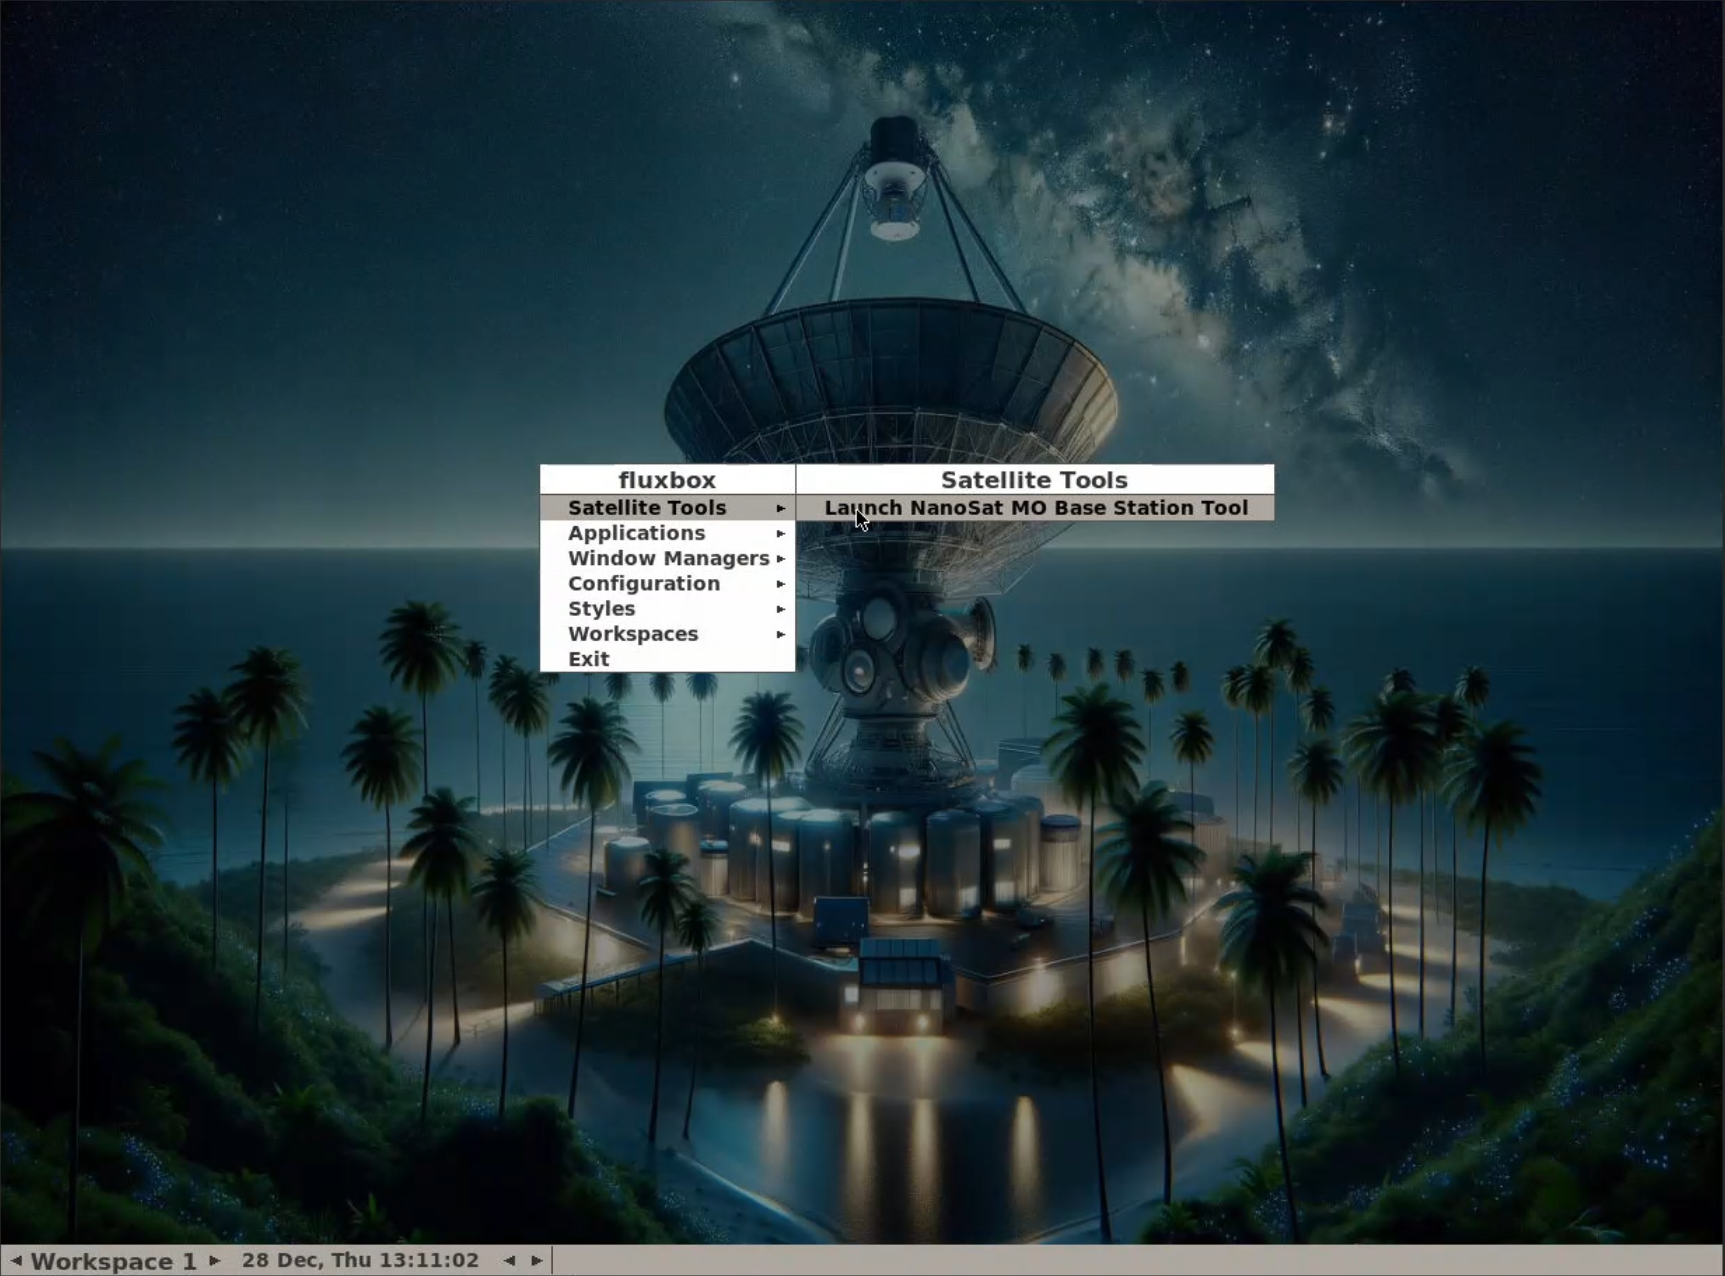 fluxbox
Satellite Tools
Applications
Window Managers
Configuration
Styles
Workspaces
Exit
Satellite Tools
Launch NanoSat MO Base Station Tool
Workspace 1
28 Dec, Thu 13:11:02